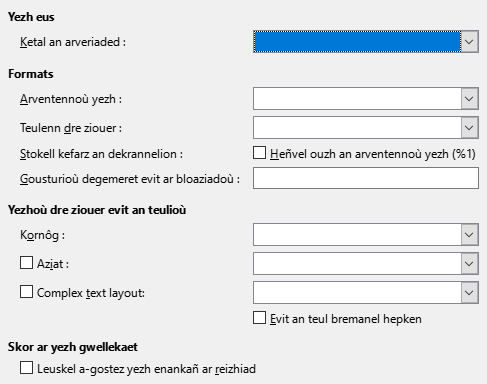 Yezh eus
Ketal an arveriaded :
Formats
Arventennoù yezh :
Teulenn dre ziouer :
Stokell kefarz an dekrannelion :
Heñvel ouzh an arventennoù yezh (%1)
Gousturioù degemeret evit ar bloaziadoù :
Yezhoù dre ziouer evit an teulioù
Kornôg :
Aziat :
Complex text layout:
Evit an teul bremanel hepken
Skor ar yezh gwellekaet
Leuskel a-gostez yezh enankañ ar reizhiad